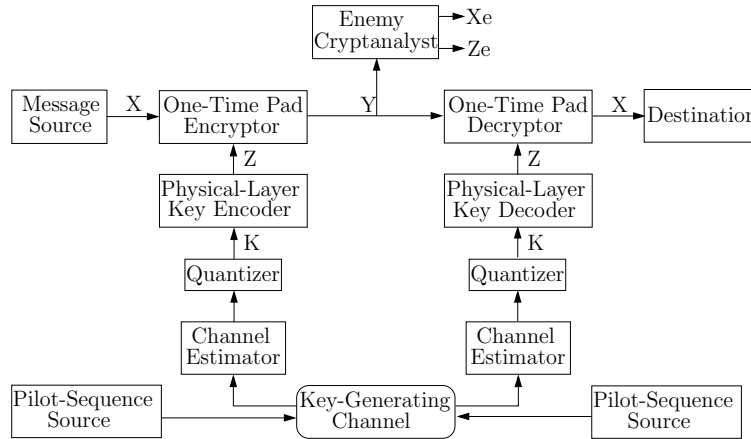 Enemy
Cryptanalyst
Xe
Ze
Message
Source
X
One-Time Pad
Encryptor
Y
One-Time Pad
Decryptor
X
Destination
Z
Z
Physical-Layer
Key Encoder
Physical-Layer
Key Decoder
K
K
Quantizer
Quantizer
Channel
Estimator
Channel
Estimator
Pilot-Sequence
Source
Key-Generating
Channel
Pilot-Sequence
Source